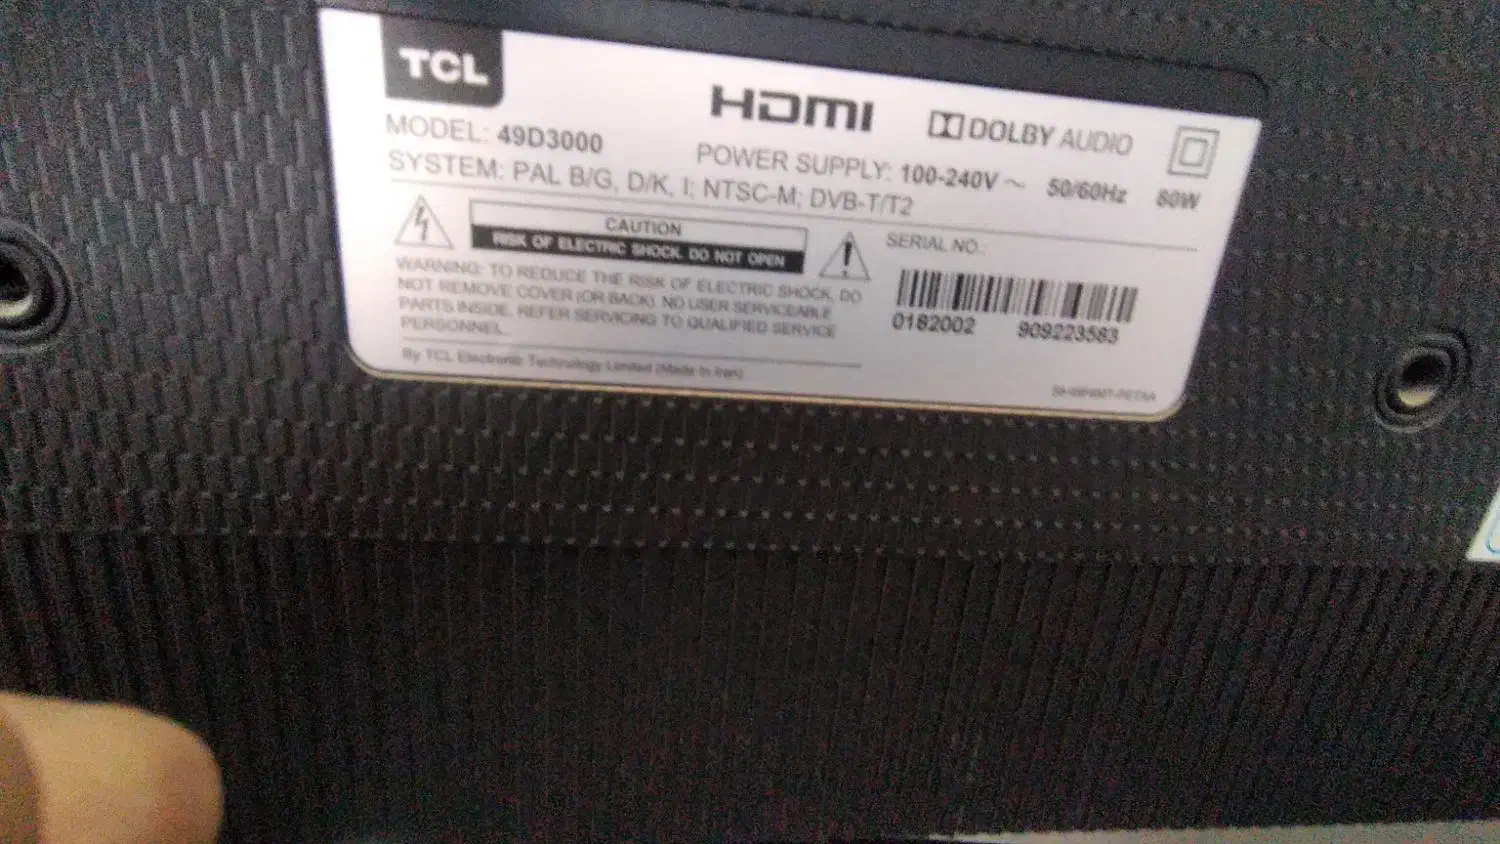 TCL
HDMI
DOLBY AUDIO
MODEL: 49D3000
POWER SUPPLY: 100-240V ~ 50/60Hz 80W
SYSTEM: PAL B/G, D/K, I; NTSC-M; DVB-T/T2
CAUTION
RISK OF ELECTRIC SHOCK. DO NOT OPEN
WARNING: TO REDUCE THE RISK OF ELECTRIC SHOCK, DO
NOT REMOVE COVER (OR BACK). NO USER SERVICEABLE
PARTS INSIDE. REFER SERVICING TO QUALIFIED SERVICE
PERSONNEL.
SERIAL NO.:
0182002 909223583
By TCL Electronic Technology Limited (Made In Iran)